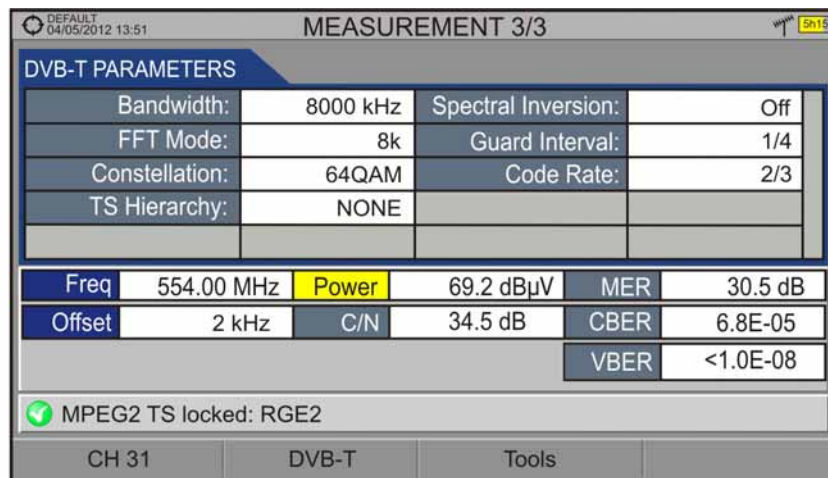 DEFAULT
04/05/2012 13:51
MEASUREMENT 3/3
5h15
DVB-T PARAMETERS
Bandwidth: 8000 kHz Spectral Inversion: Off
FFT Mode: 8k Guard Interval: 1/4
Constellation: 64QAM Code Rate: 2/3
TS Hierarchy: NONE
Freq 554.00 MHz Power 69.2 dBμV MER 30.5 dB
Offset 2 kHz C/N 34.5 dB CBER 6.8E-05
VBER <1.0E-08
MPEG2 TS locked: RGE2
CH 31 DVB-T Tools